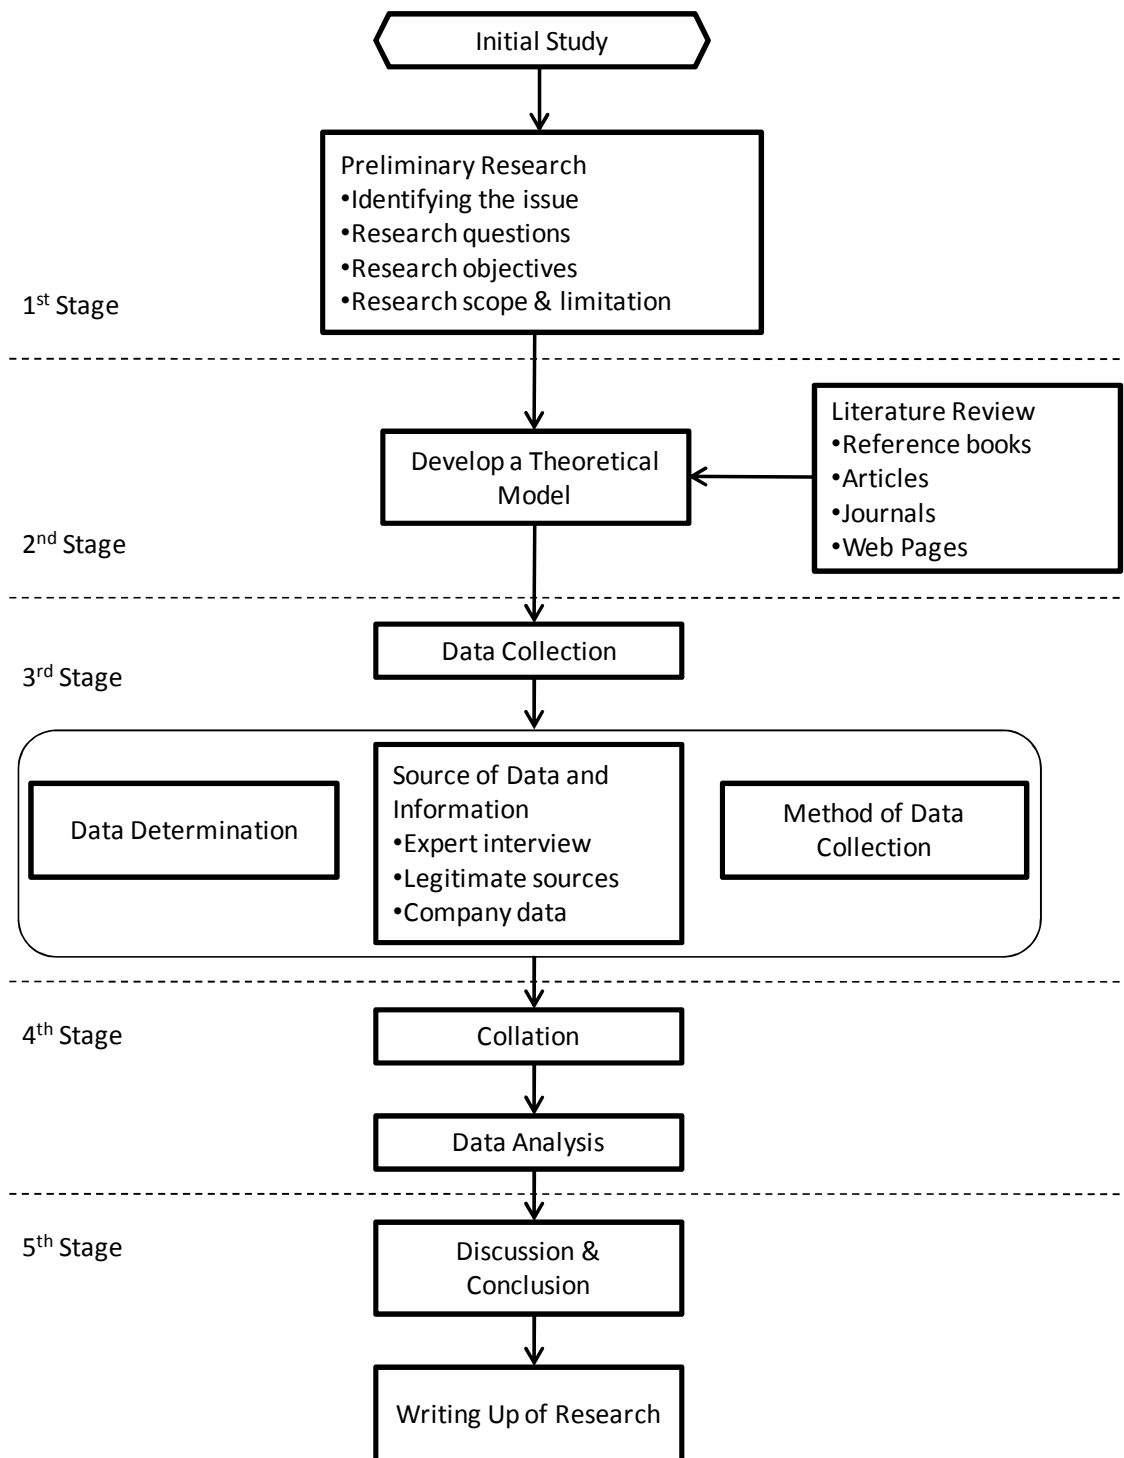 Initial Study
Preliminary Research
•Identifying the issue
•Research questions
•Research objectives
•Research scope & limitation
1st Stage
Develop a Theoretical
Model
Literature Review
•Reference books
•Articles
•Journals
•Web Pages
2nd Stage
Data Collection
3rd Stage
Data Determination
Source of Data and
Information
•Expert interview
•Legitimate sources
•Company data
Method of Data
Collection
4th Stage
Collation
Data Analysis
5th Stage
Discussion &
Conclusion
Writing Up of Research